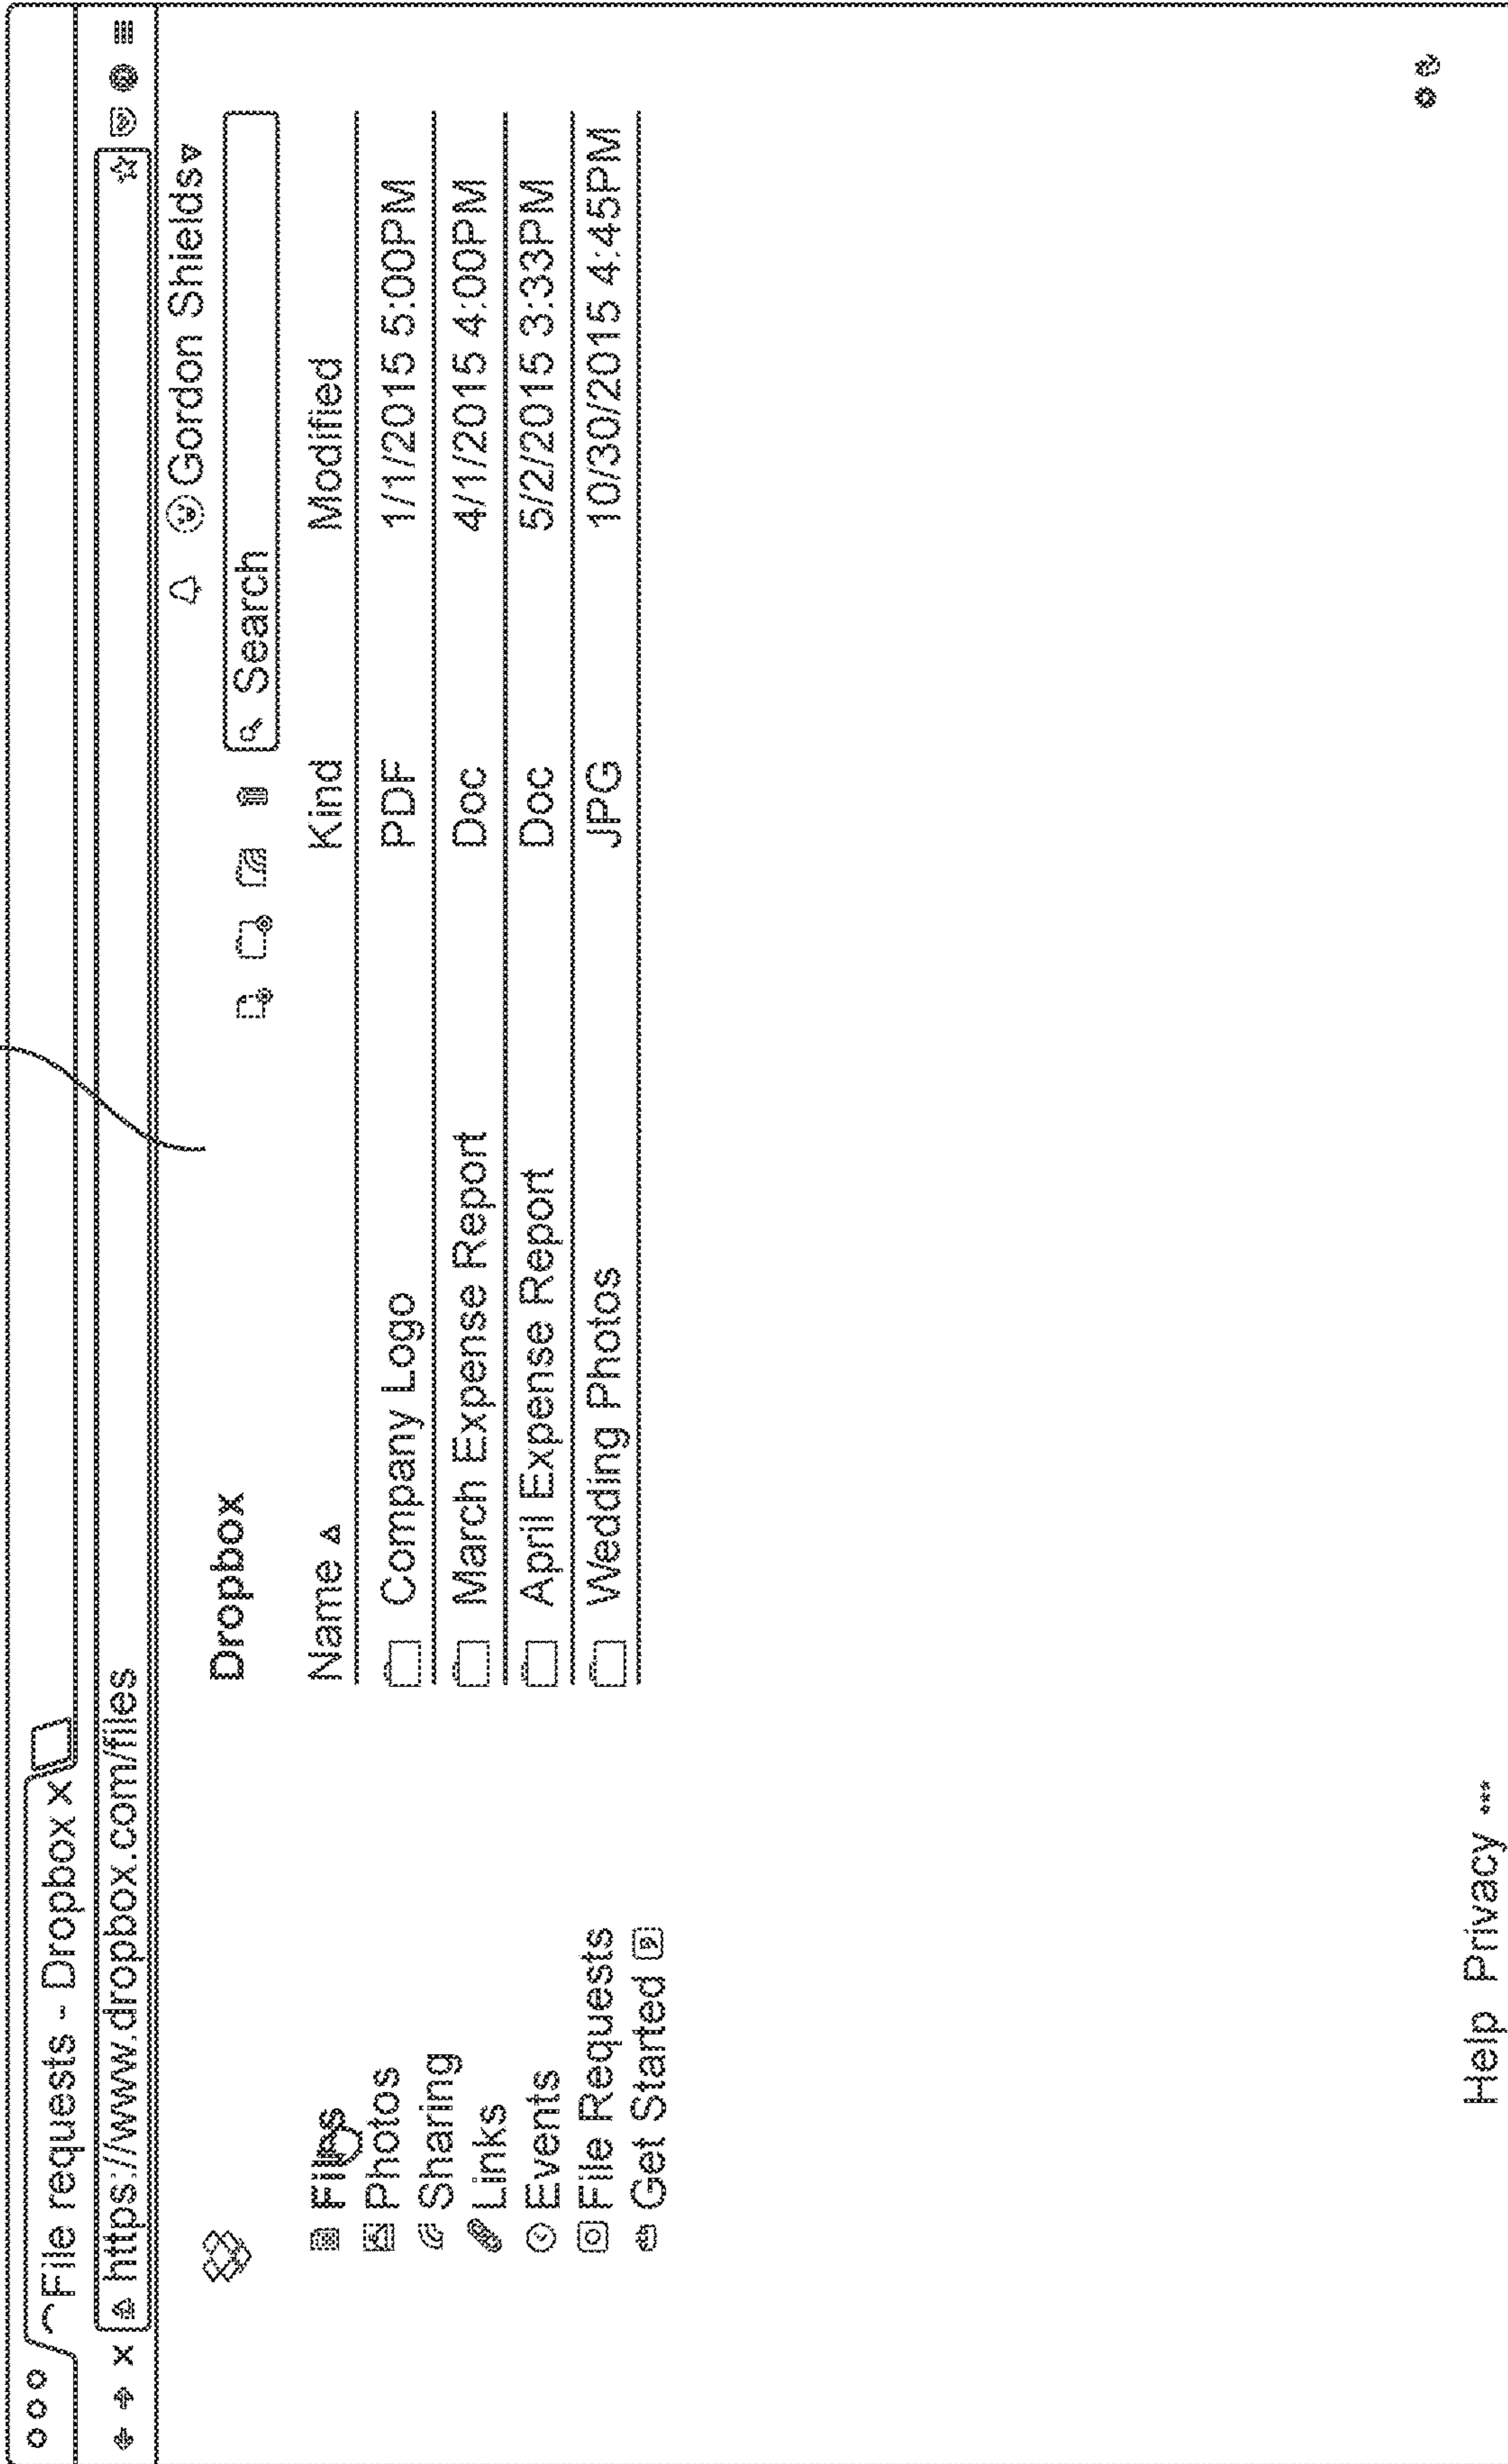 File requests - Dropbox X
https://www.dropbox.com/files
Gordon Shields
Dropbox
Search
Name Kind Modified
Company Logo PDF 1/1/2015 5:00PM
March Expense Report Doc 4/1/2015 4:00PM
April Expense Report Doc 5/2/2015 3:33PM
Wedding Photos JPG 10/30/2015 4:45PM
Files
Photos
Sharing
Links
Events
File Requests
Get Started
Help Privacy •••